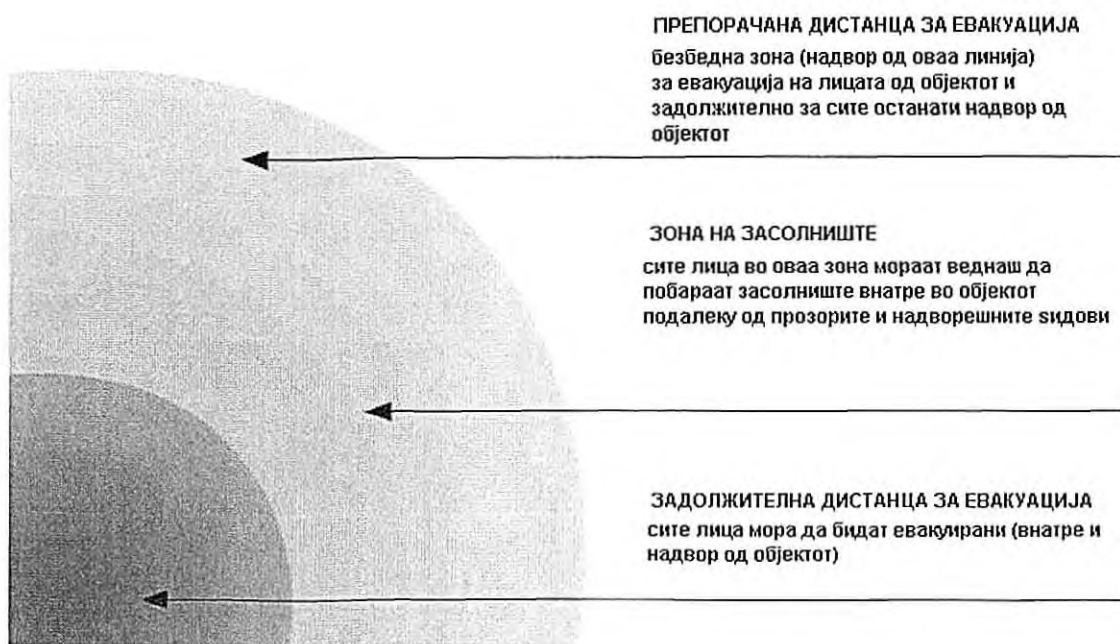 ПРЕПОРАЧАНА ДИСТАНЦА ЗА ЕВАКУАЦИЈА
безбедна зона (надвор од оваа линија)
за евакуација на лицата од објектот и
задолжително за сите останати надвор од
објектот
ЗОНА НА ЗАСОЛНИШТЕ
сите лица во оваа зона мораат веднаш да
побараат засолниште внатре во објектот
подалеку од прозорите и надворешните ѕидови
ЗАДОЛЖИТЕЛНА ДИСТАНЦА ЗА ЕВАКУАЦИЈА
сите лица мора да бидат евакуирани (внатре и
надвор од објектот)